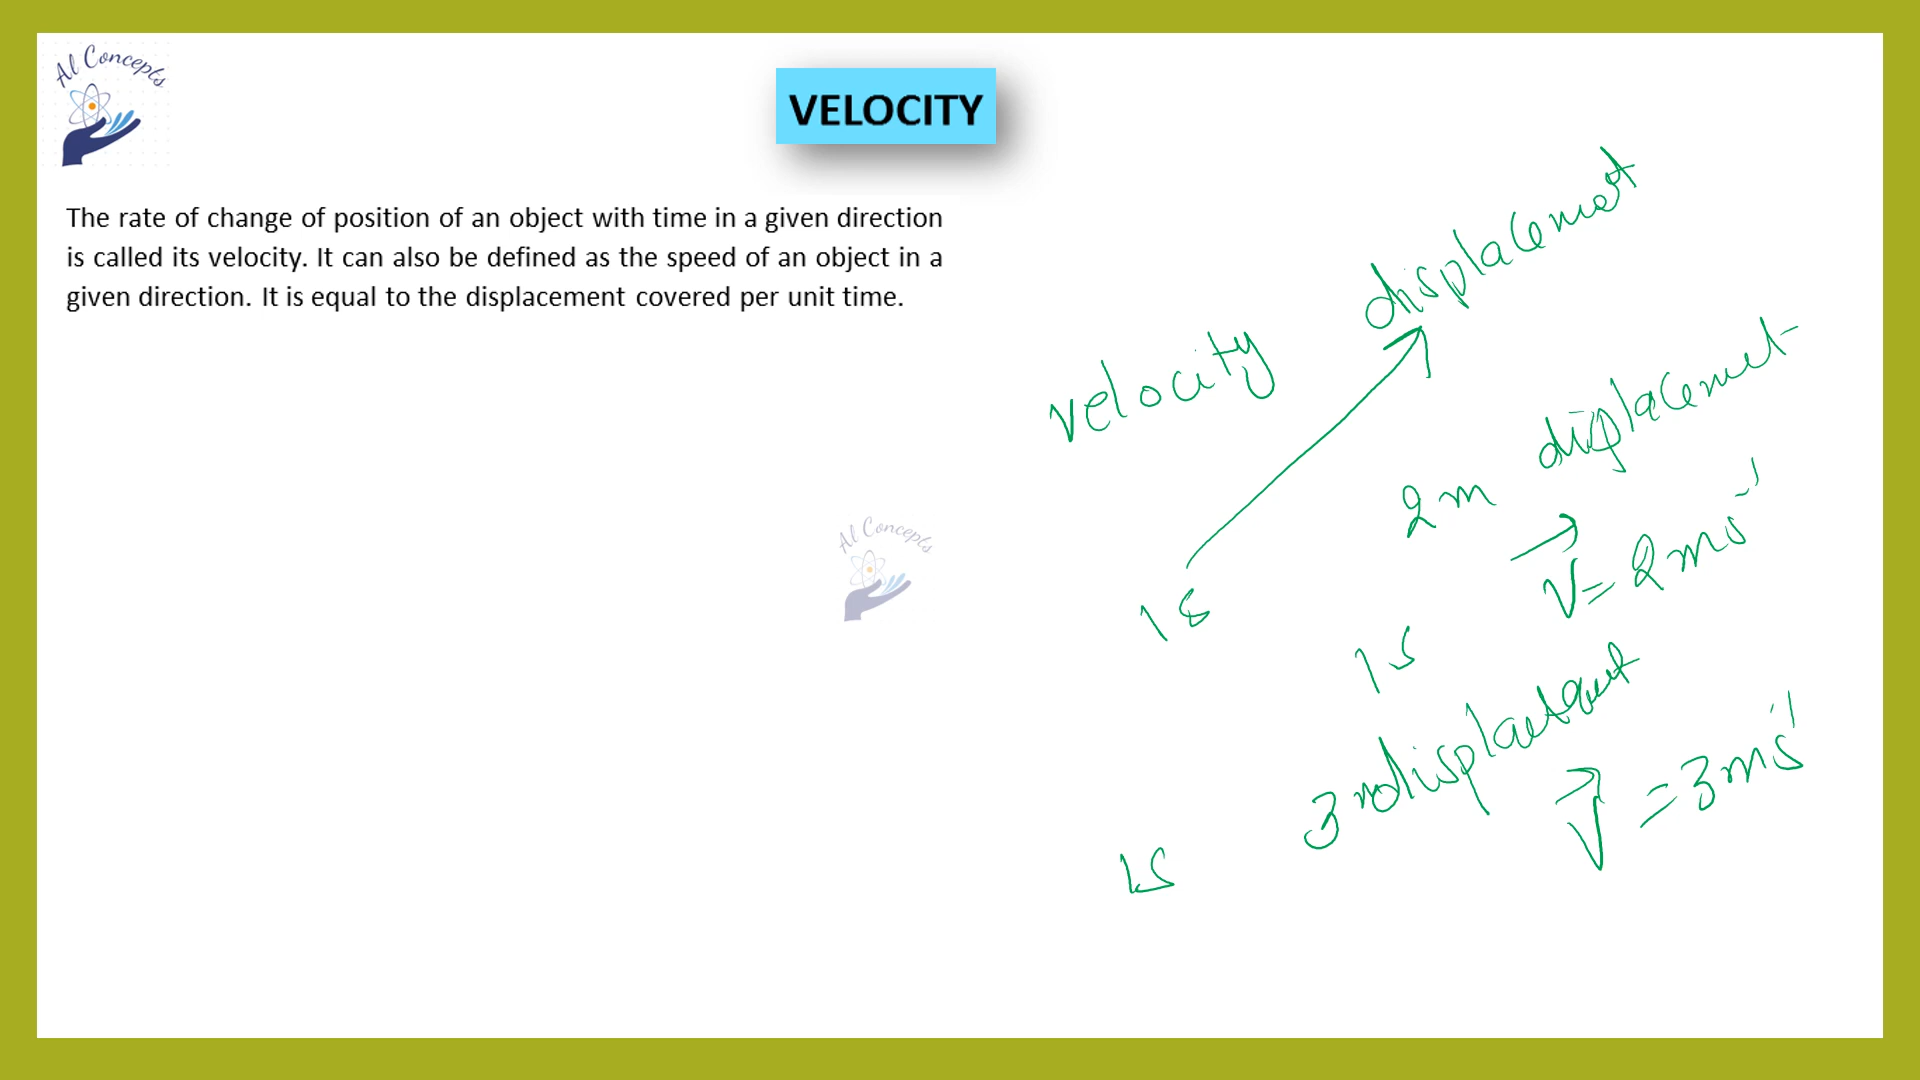 Al Concepts
VELOCITY
The rate of change of position of an object with time in a given direction
is called its velocity. It can also be defined as the speed of an object in a
given direction. It is equal to the displacement covered per unit time.
displacement
velocity
1s
2m displacement
V = 2ms⁻¹
1s
3m displacement
V = 3ms⁻¹
1s
Al Concepts